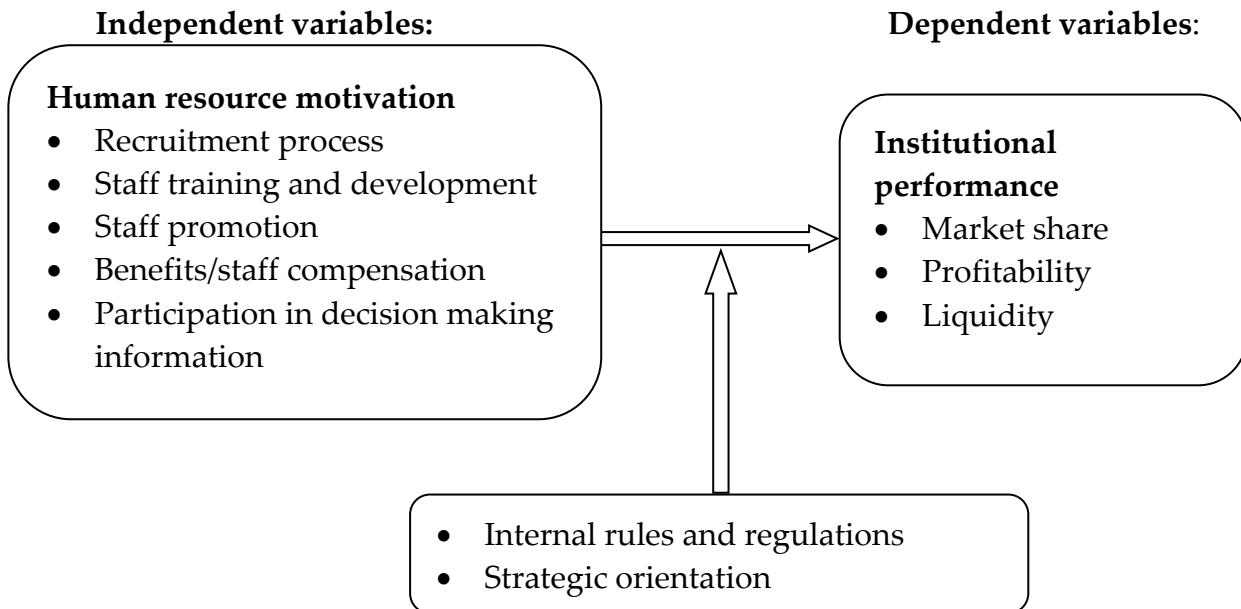 Independent variables:
Dependent variables:
Human resource motivation
• Recruitment process
• Staff training and development
• Staff promotion
• Benefits/staff compensation
• Participation in decision making
information
Institutional
performance
• Market share
• Profitability
• Liquidity
• Internal rules and regulations
• Strategic orientation